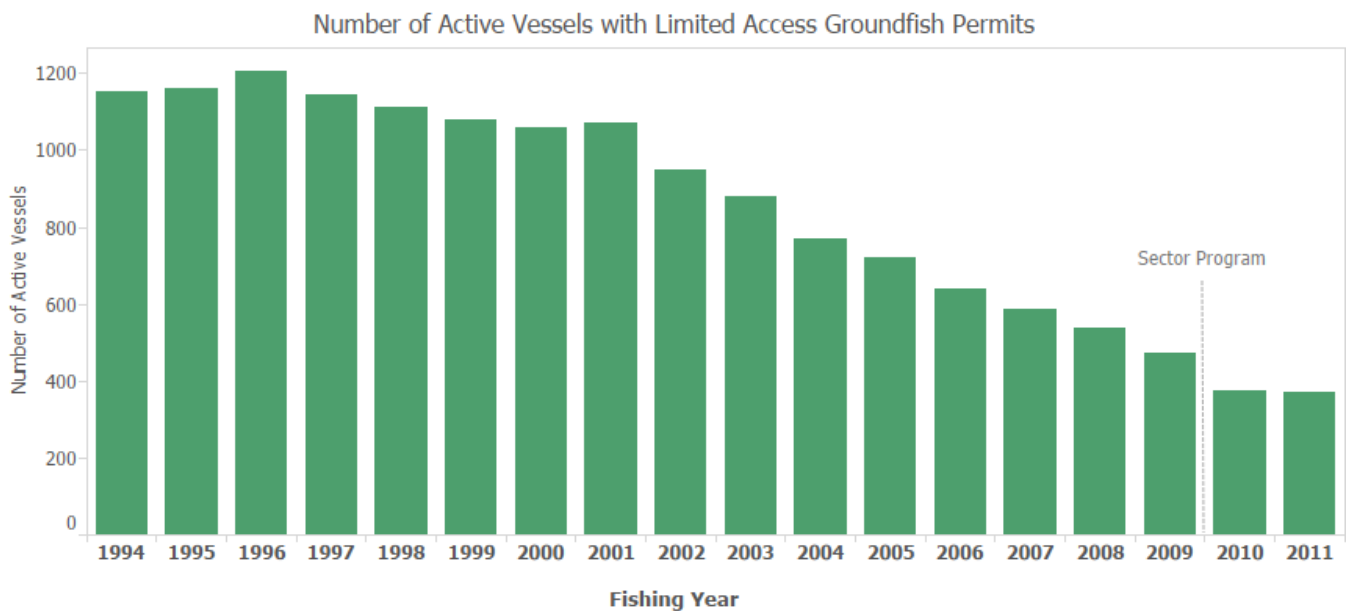 Number of Active Vessels with Limited Access Groundfish Permits
Number of Active Vessels
1200
1000
800
600
400
200
0
Sector Program
1994 1995 1996 1997 1998 1999 2000 2001 2002 2003 2004 2005 2006 2007 2008 2009 2010 2011
Fishing Year